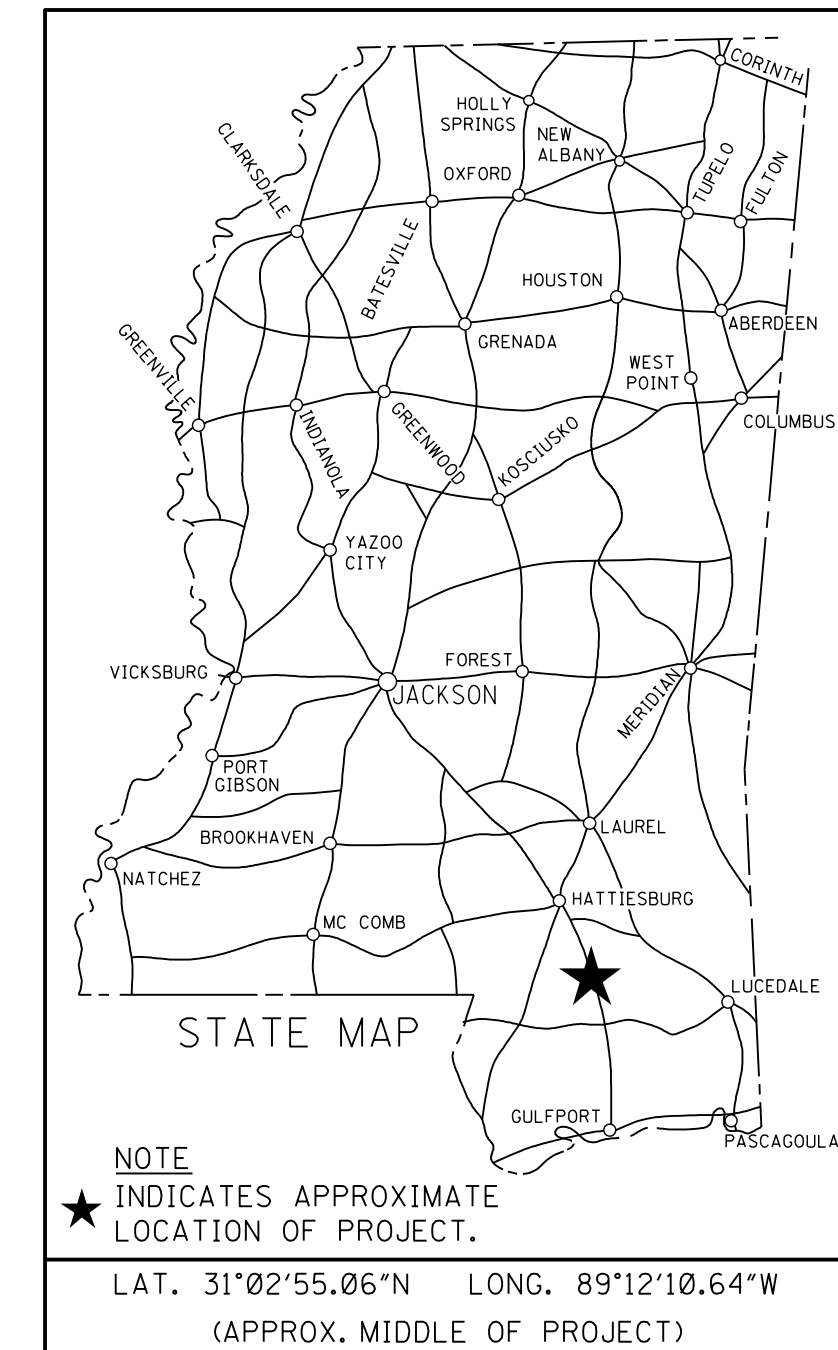 CORINTH
HOLLY
SPRINGS
NEW
ALBANY
CLARKSDALE
OXFORD
TUPELO
FULTON
BATESVILLE
HOUSTON
GREENVILLE
GRENADA
ABERDEEN
WEST
POINT
INDIANOLA
GREENWOOD
KOSCIUSKO
COLUMBUS
YAZOO
CITY
VICKSBURG
FOREST
JACKSON
MERIDIAN
PORT
GIBSON
BROOKHAVEN
LAUREL
NATCHEZ
HATTIESBURG
MC COMB
LUCEDALE
STATE MAP
GULFPORT
PASCAGOULA
NOTE
INDICATES APPROXIMATE
LOCATION OF PROJECT.
LAT. 31°02'55.06"N LONG. 89°12'10.64"W
(APPROX. MIDDLE OF PROJECT)